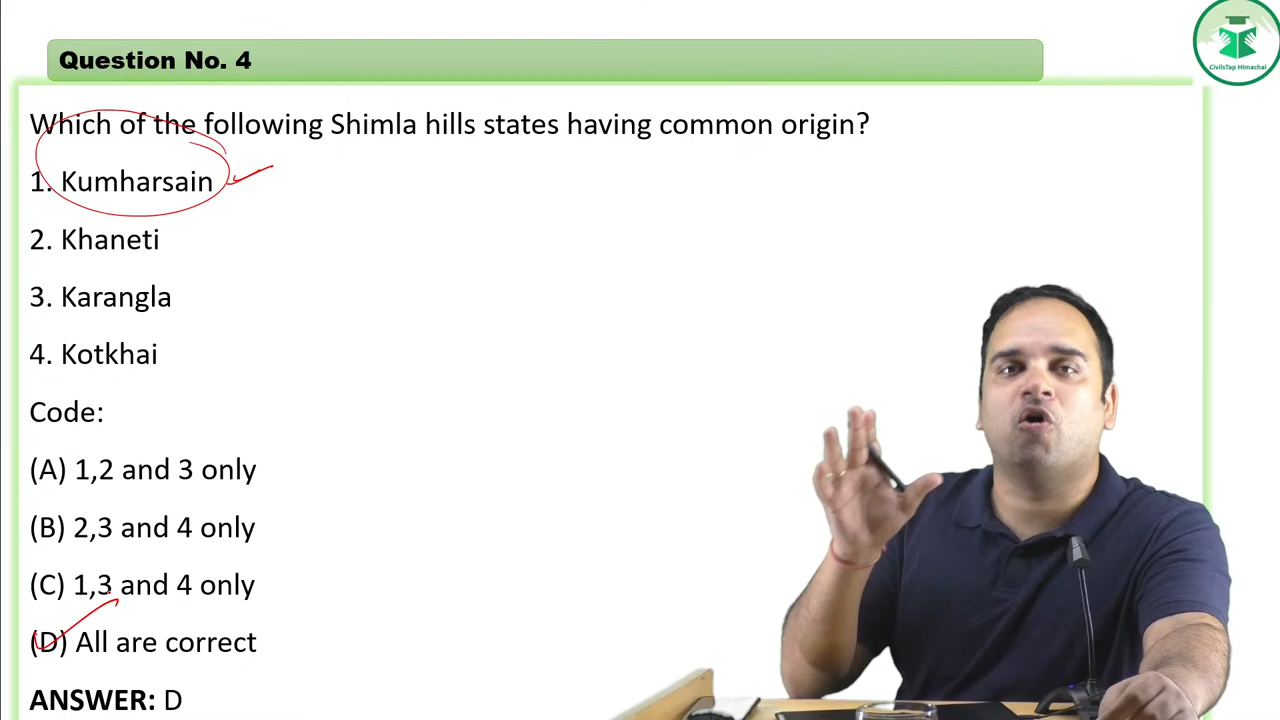 CivilsTap Himachal
Question No. 4
Which of the following Shimla hills states having common origin?
1. Kumharsain
2. Khaneti
3. Karangla
4. Kotkhai
Code:
(A) 1,2 and 3 only
(B) 2,3 and 4 only
(C) 1,3 and 4 only
(D) All are correct
ANSWER: D